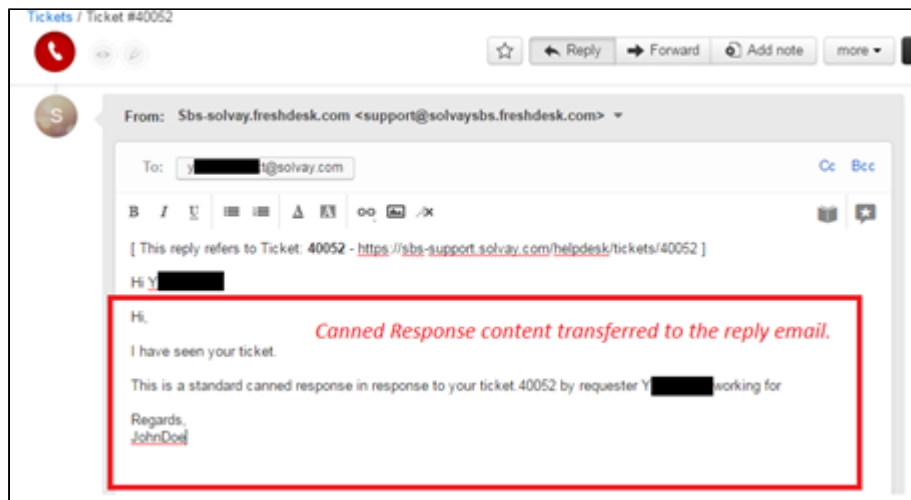 Tickets / Ticket #40052
Reply Forward Add note more
S
From: Sbs-solvay.freshdesk.com <support@solvaysbs.freshdesk.com>
To: y t@solvay.com Cc Bcc
B I U A A
[ This reply refers to Ticket: 40052 - https://sbs-support.solvay.com/helpdesk/tickets/40052 ]
Hi Y
Hi,
Canned Response content transferred to the reply email.
I have seen your ticket.
This is a standard canned response in response to your ticket 40052 by requester Y working for
Regards,
JohnDoe